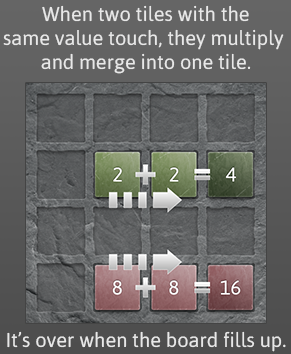 When two tiles with the
same value touch, they multiply
and merge into one tile.
2 + 2 = 4
8 + 8 = 16
It's over when the board fills up.